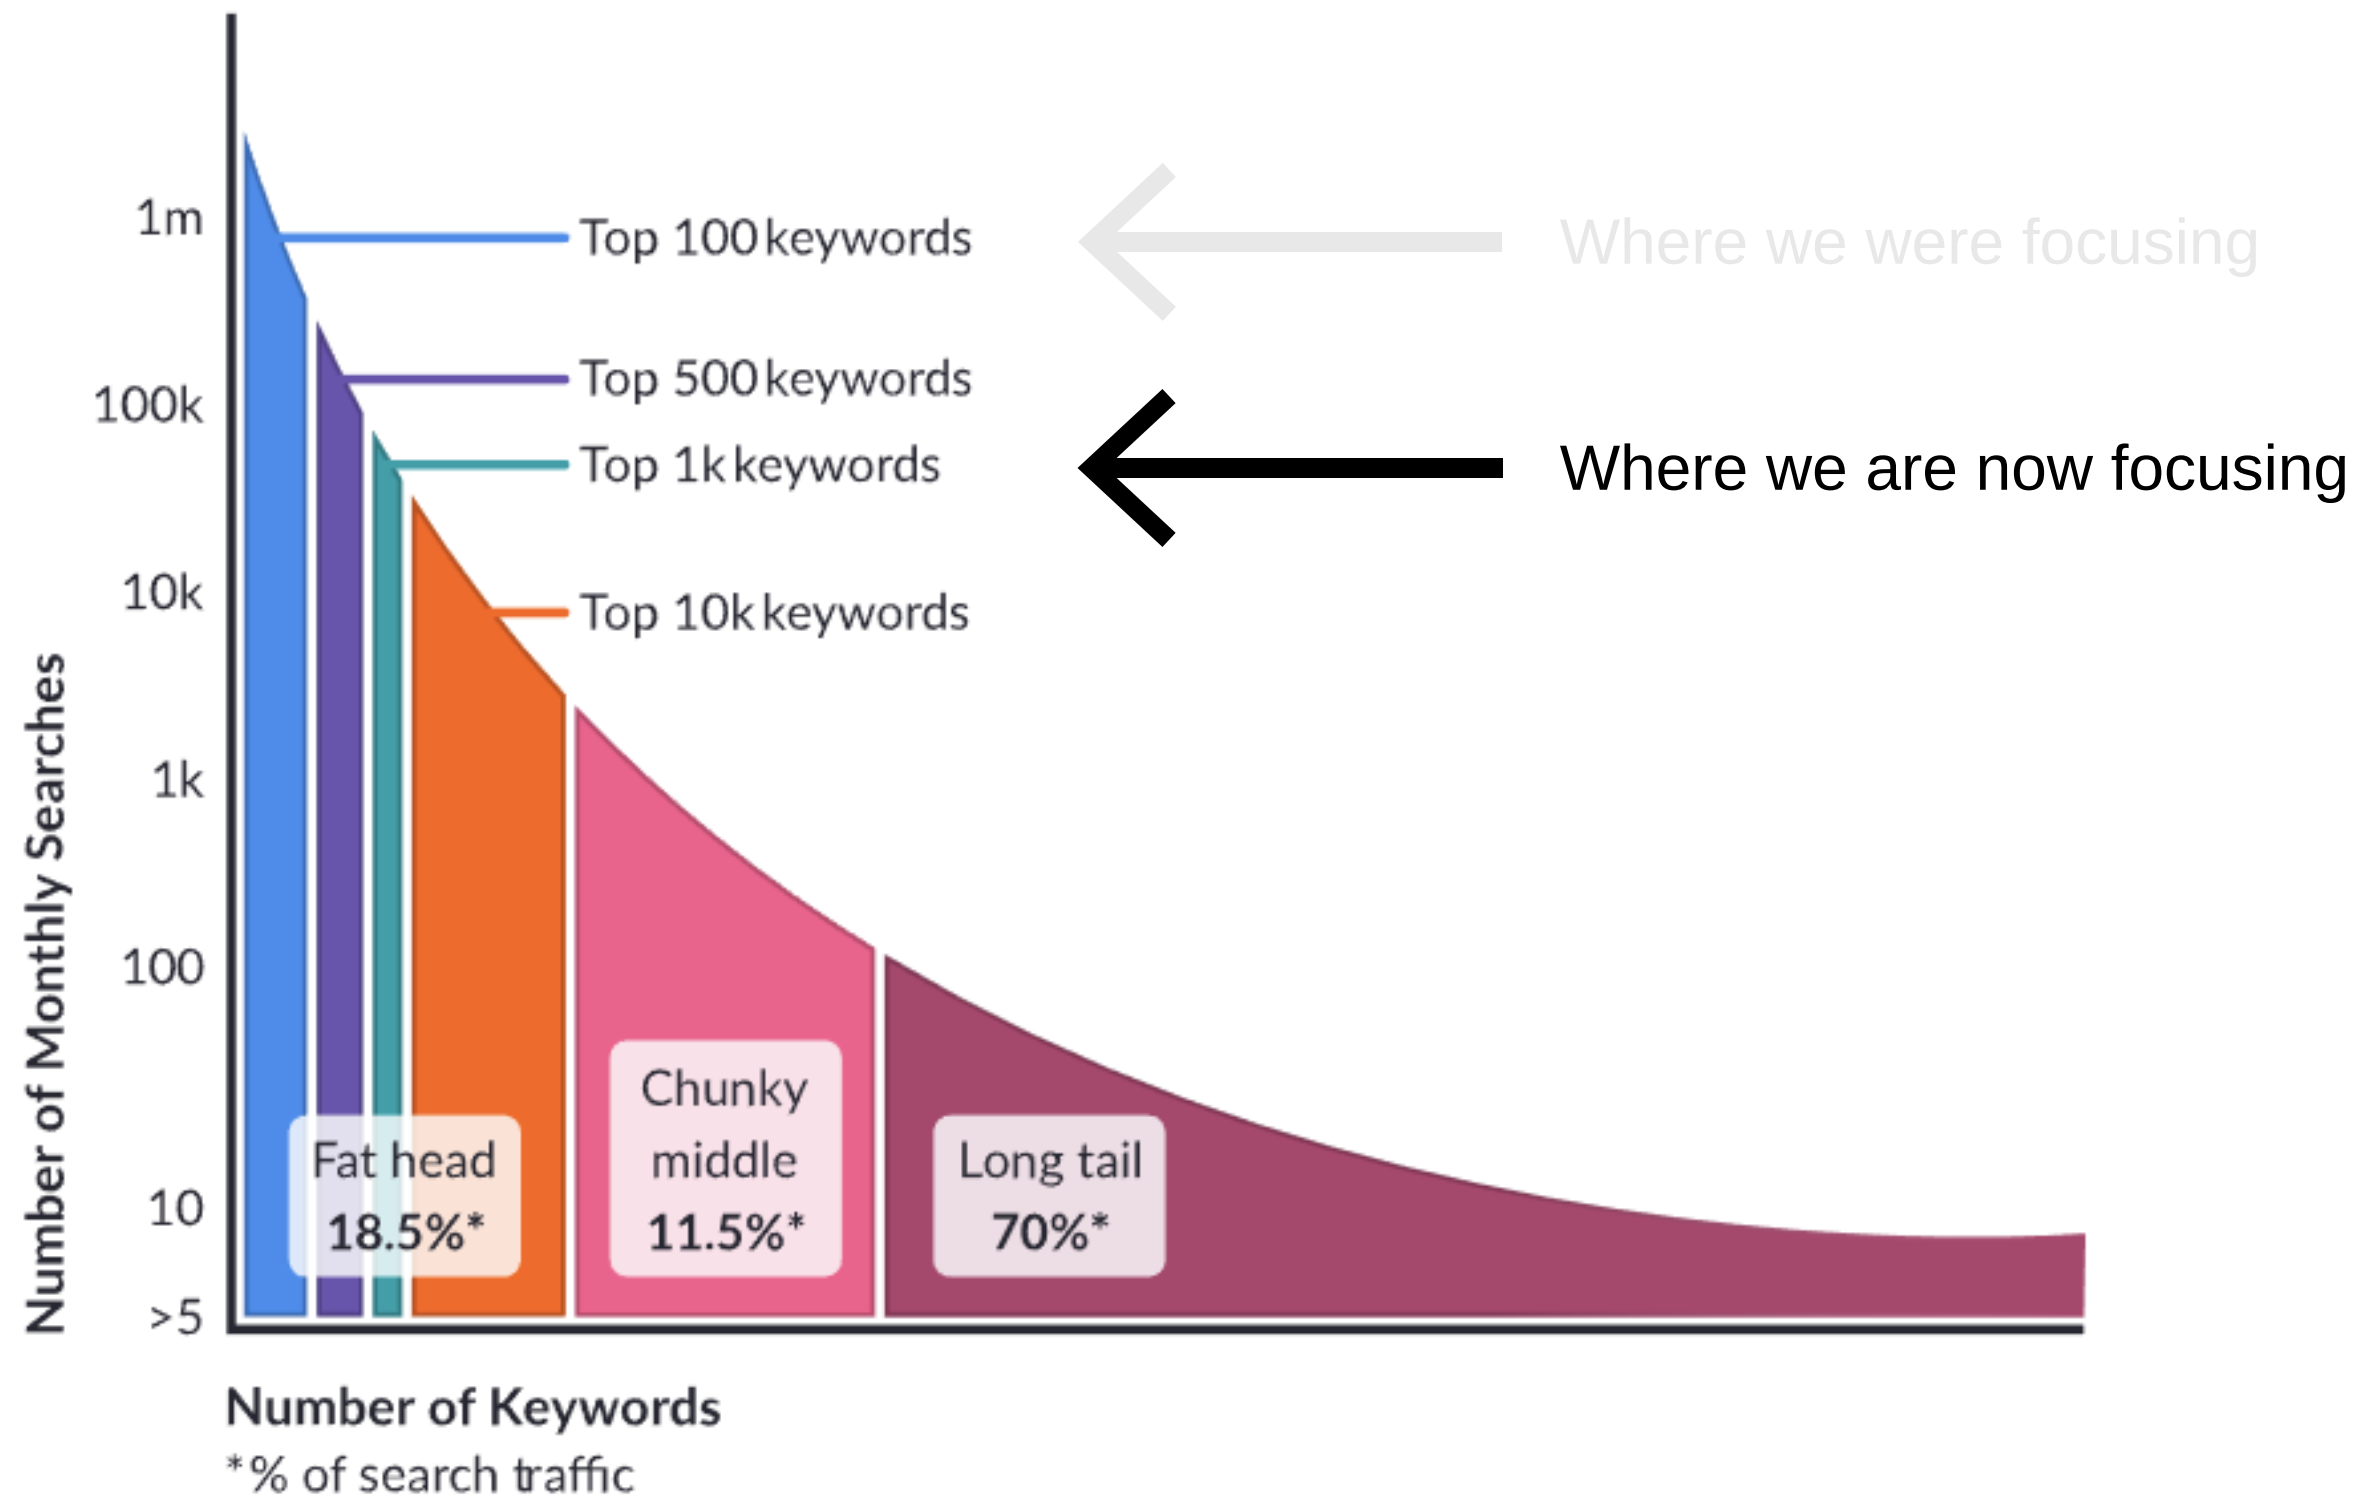 1m
100k
10k
1k
100
10
>5
Number of Monthly Searches
Top 100 keywords
Top 500 keywords
Top 1k keywords
Top 10k keywords
Where we were focusing
Where we are now focusing
Fat head
18.5%*
Chunky
middle
11.5%*
Long tail
70%*
Number of Keywords
*% of search traffic